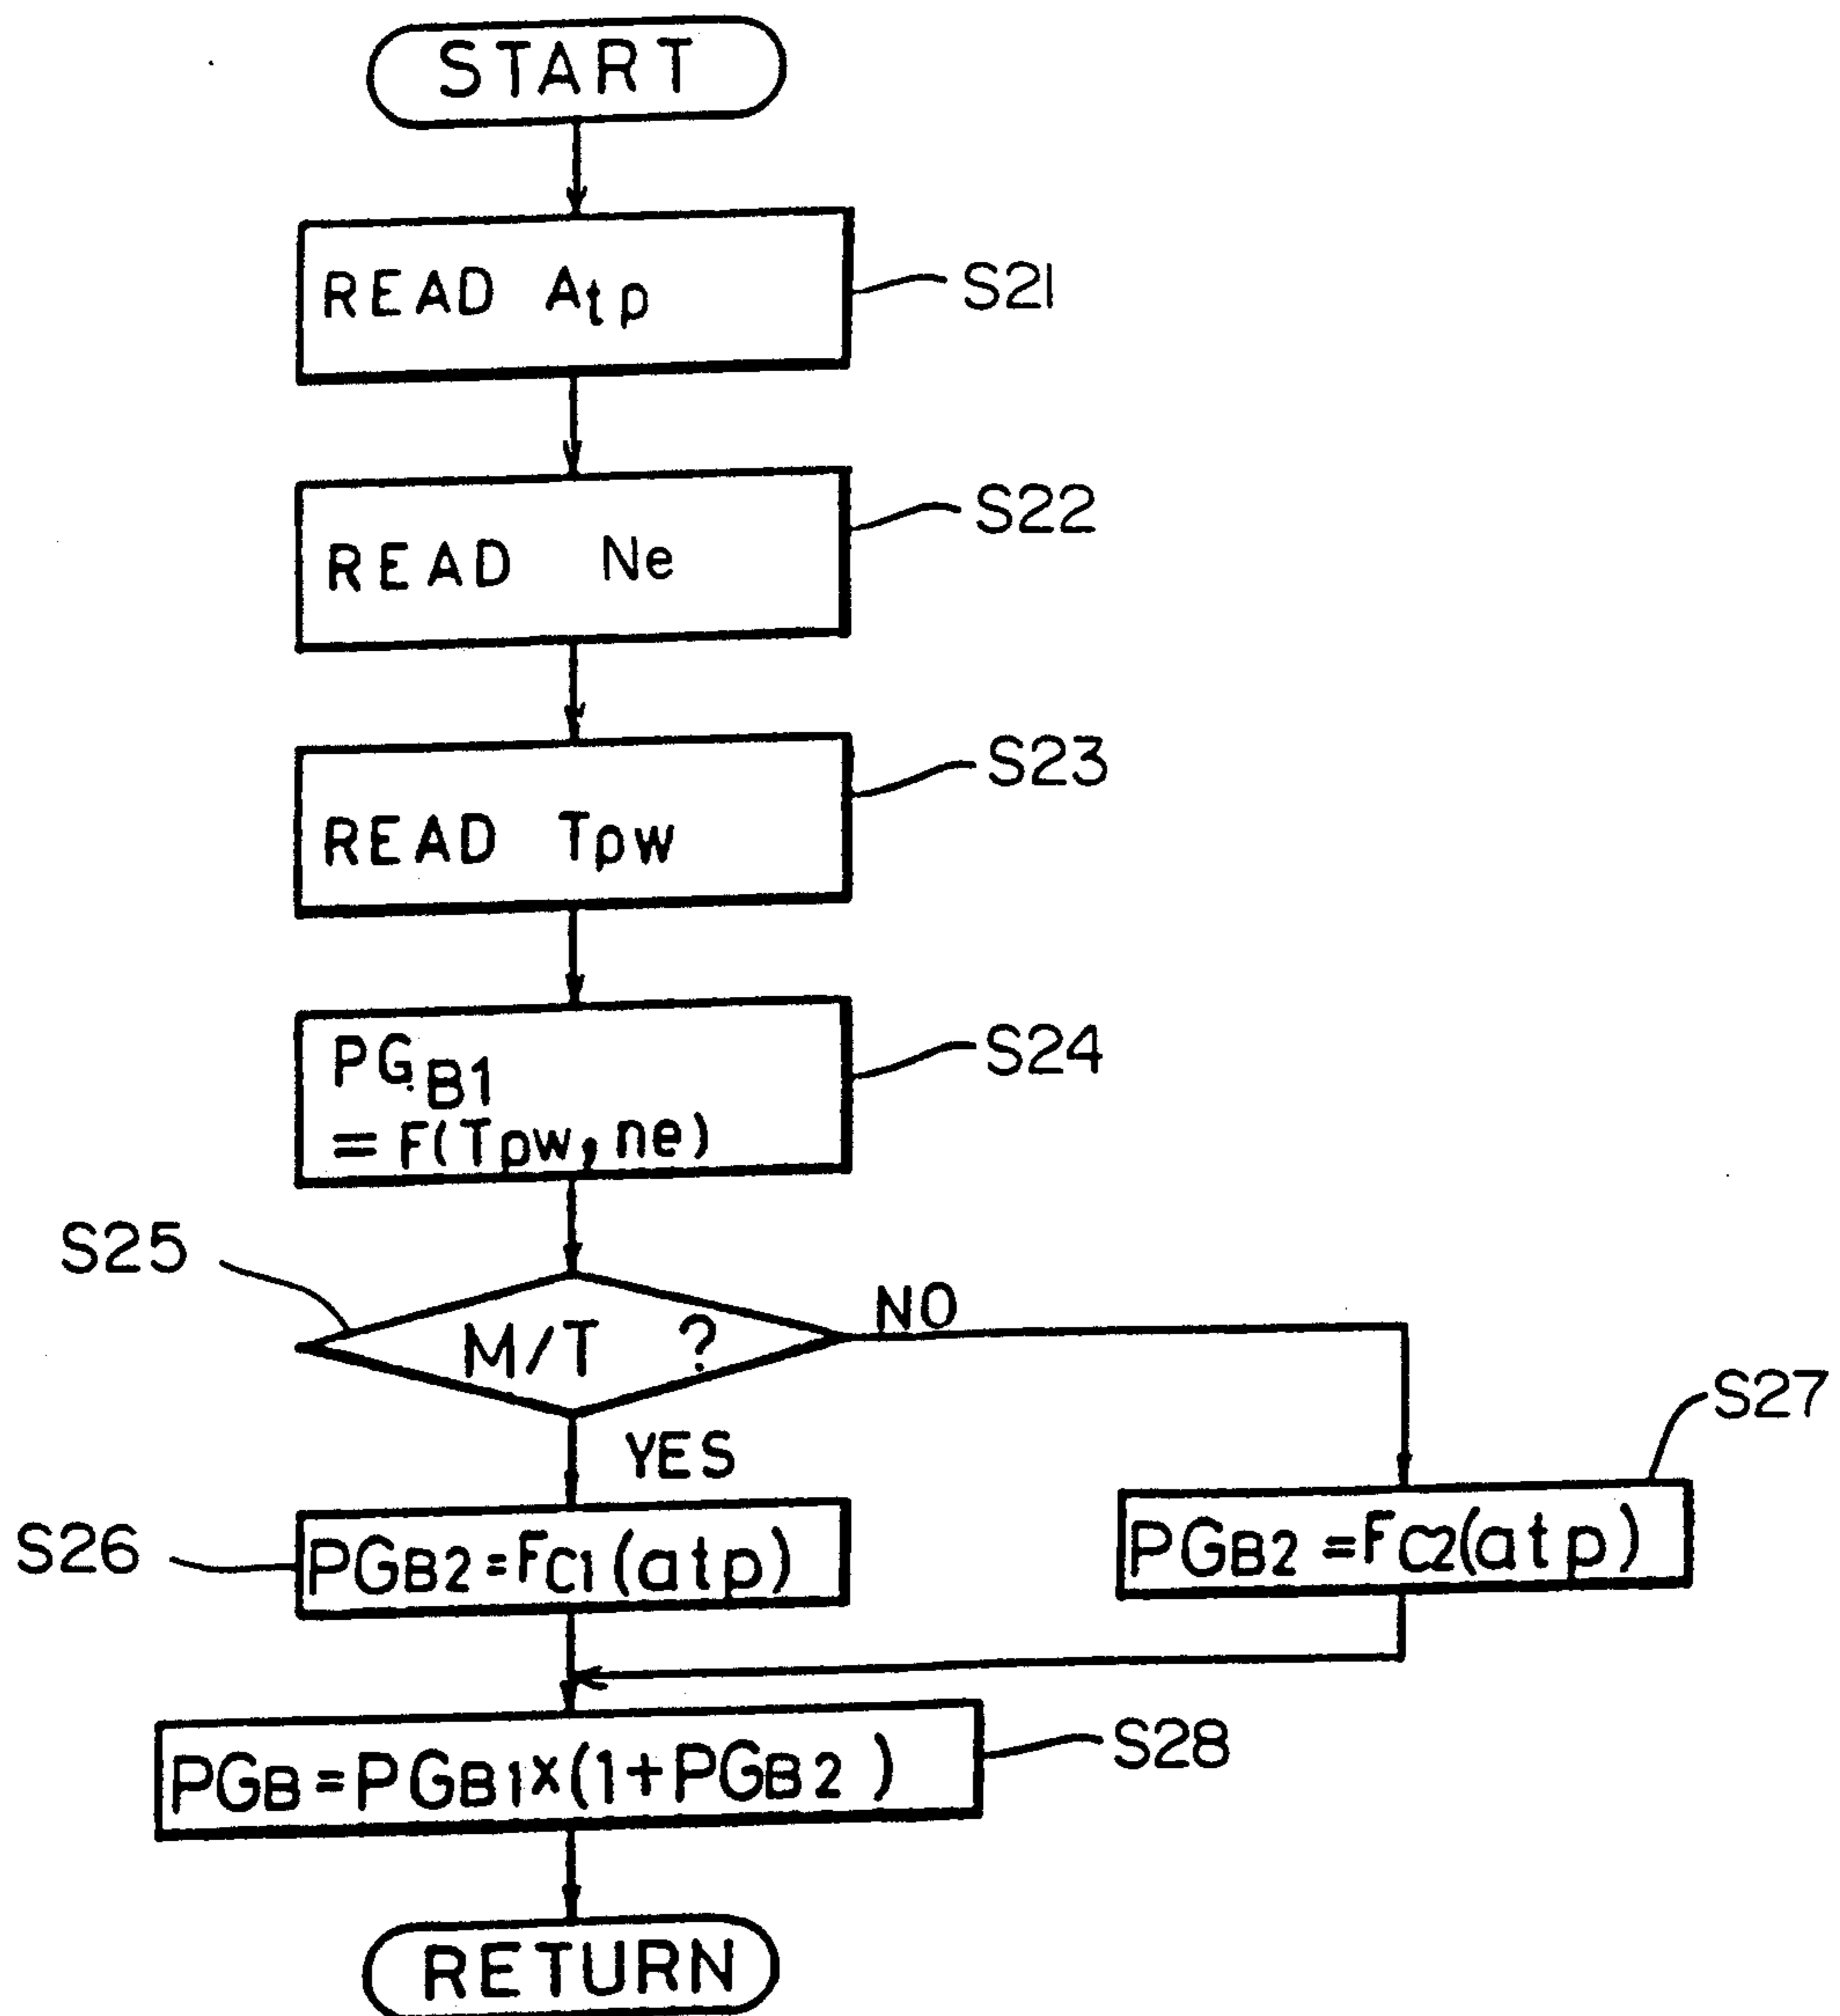 START
READ Atp
S21
READ Ne
S22
READ Tpw
S23
PGB1
= F(Tpw, ne)
S24
S25
M/T ?
NO
YES
S27
S26
PGB2 = FC1 (atp)
PGB2 = FC2(atp)
PGB = PGB1 x (1 + PGB2 )
S28
RETURN